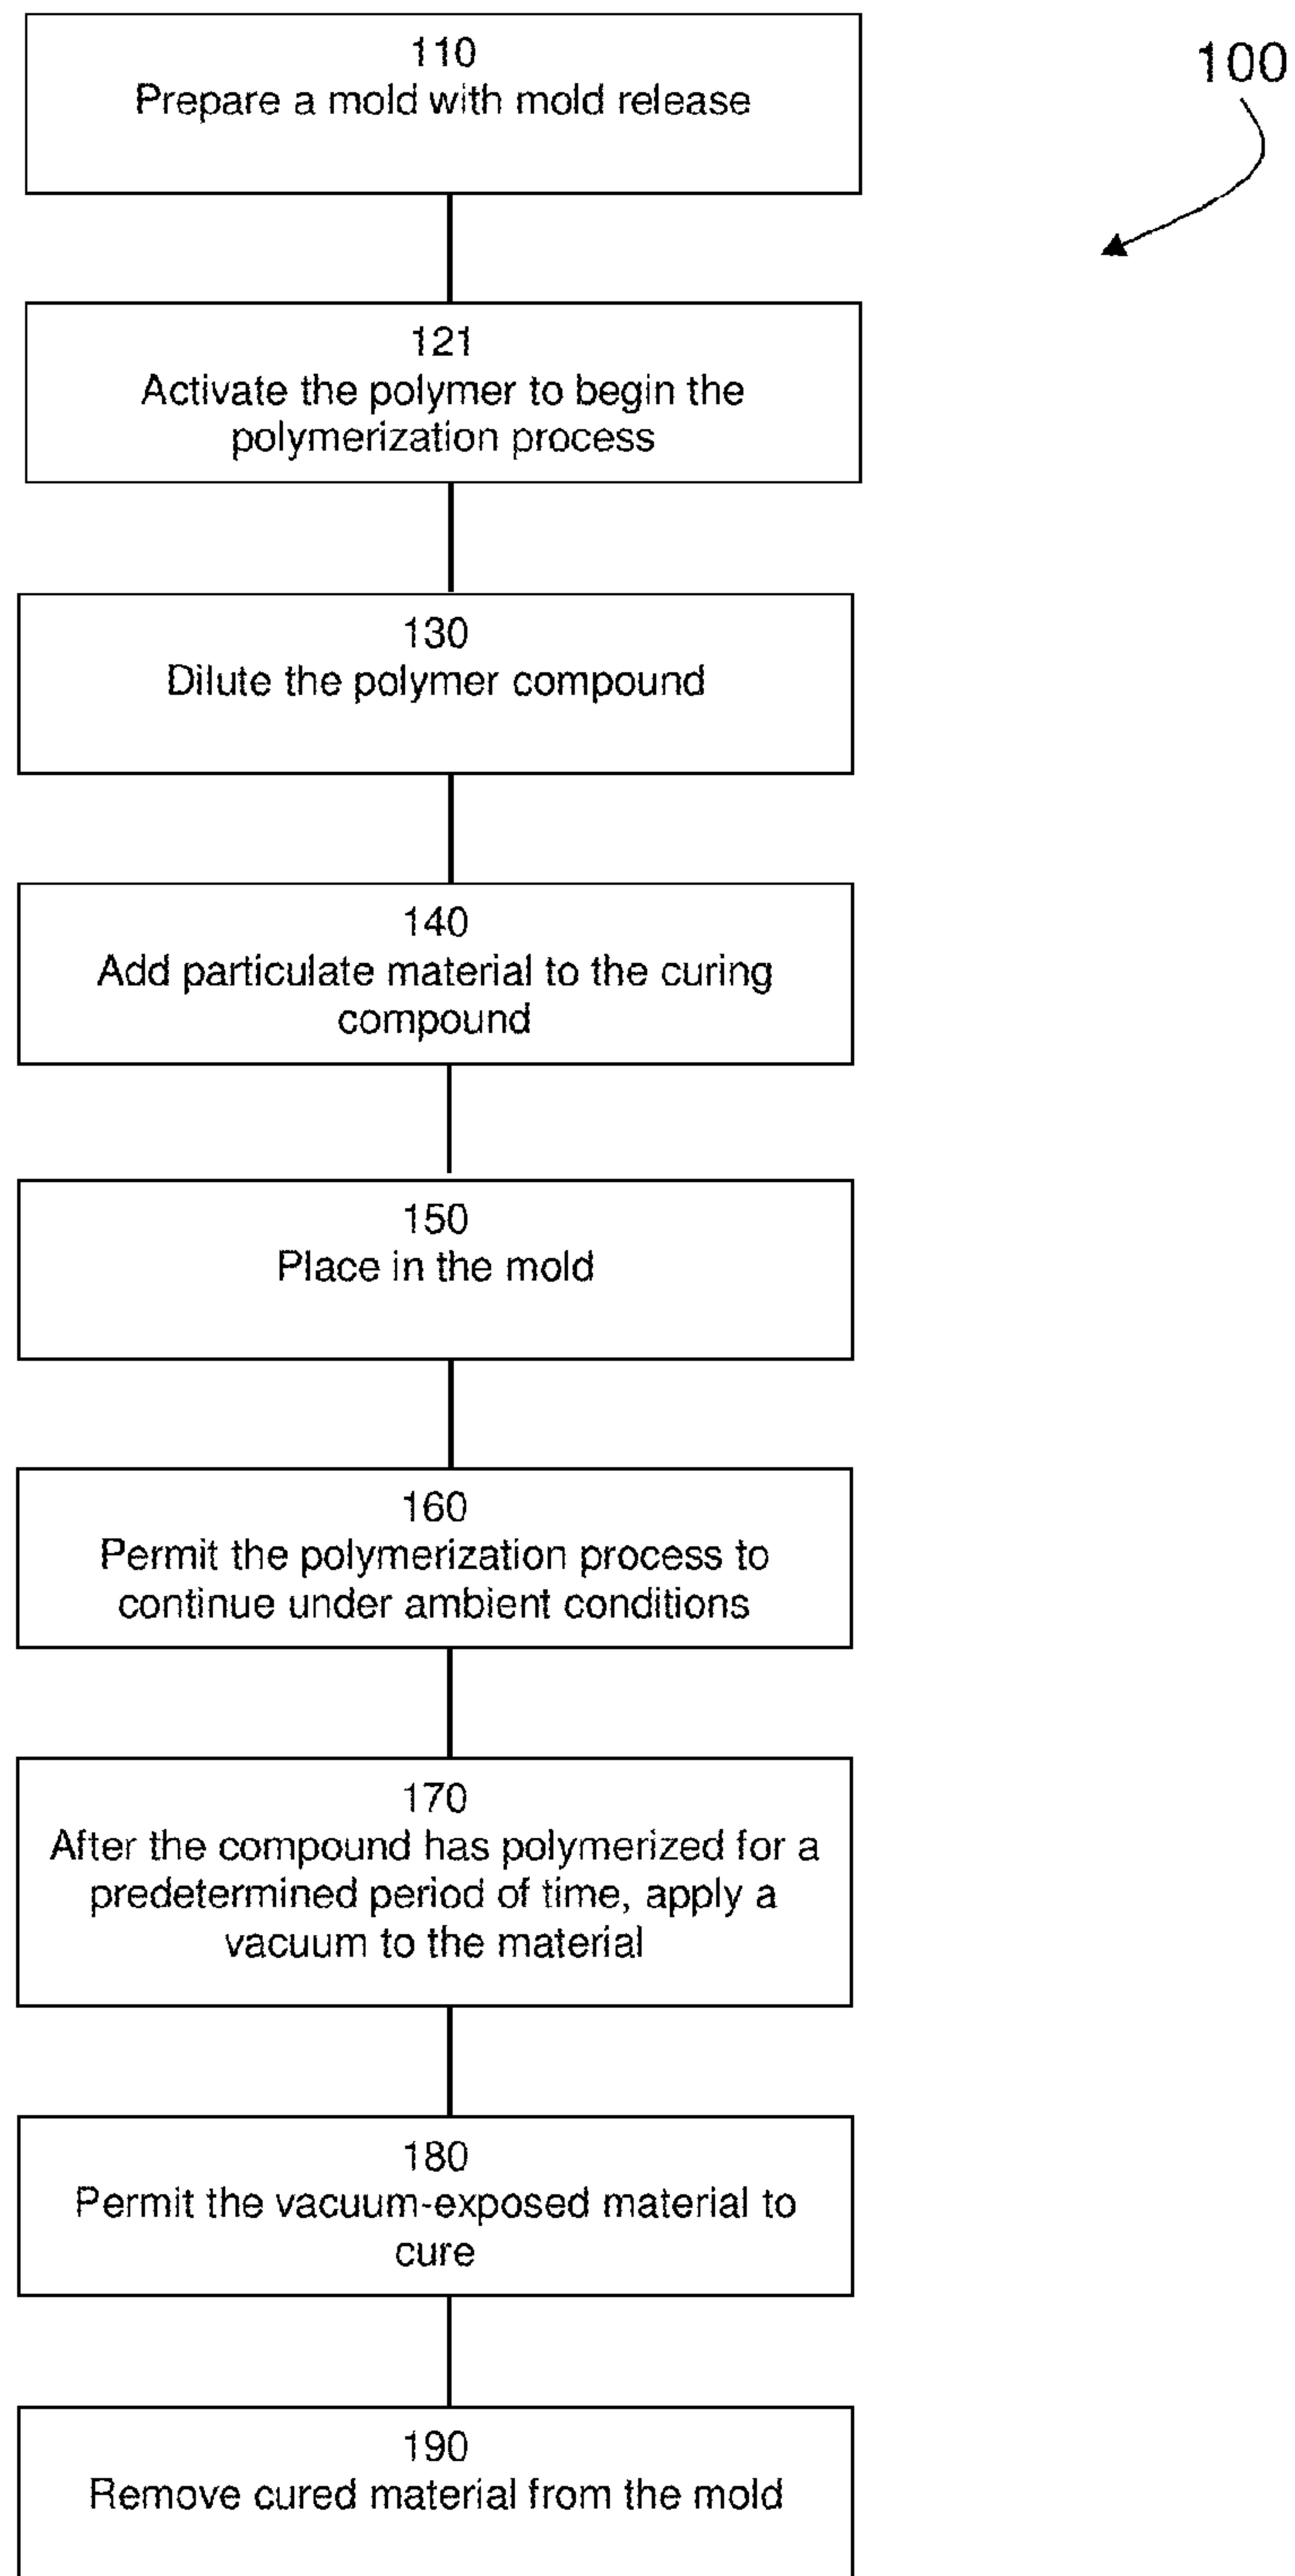 110
Prepare a mold with mold release
100
121
Activate the polymer to begin the
polymerization process
130
Dilute the polymer compound
140
Add particulate material to the curing
compound
150
Place in the mold
160
Permit the polymerization process to
continue under ambient conditions
170
After the compound has polymerized for a
predetermined period of time, apply a
vacuum to the material
180
Permit the vacuum-exposed material to
cure
190
Remove cured material from the mold